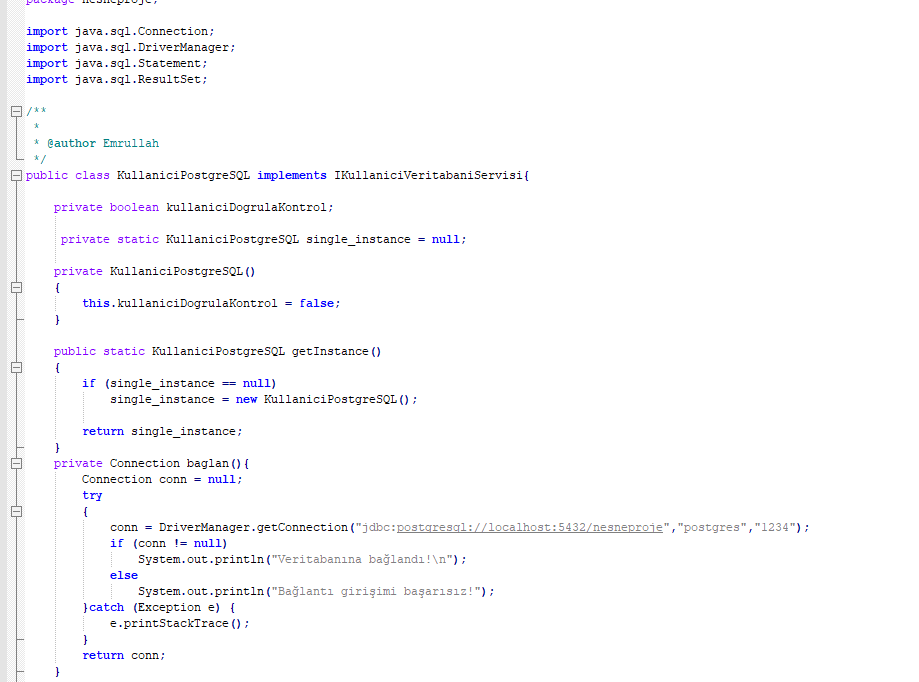 package nesneproje;
import java.sql.Connection;
import java.sql.DriverManager;
import java.sql.Statement;
import java.sql.ResultSet;
/**
*
* @author Emrullah
*/
public class KullaniciPostgreSQL implements IKullaniciVeritabaniServisi{
private boolean kullaniciDogrulaKontrol;
private static KullaniciPostgreSQL single_instance = null;
private KullaniciPostgreSQL()
{
this.kullaniciDogrulaKontrol = false;
}
public static KullaniciPostgreSQL getInstance()
{
if (single_instance == null)
single_instance = new KullaniciPostgreSQL();
return single_instance;
}
private Connection baglan(){
Connection conn = null;
try
{
conn = DriverManager.getConnection("jdbc:postgresql://localhost:5432/nesneproje","postgres","1234");
if (conn != null)
System.out.println("Veritabanına bağlandı!\n");
else
System.out.println("Bağlantı girişimi başarısız!");
}catch (Exception e) {
e.printStackTrace();
}
return conn;
}